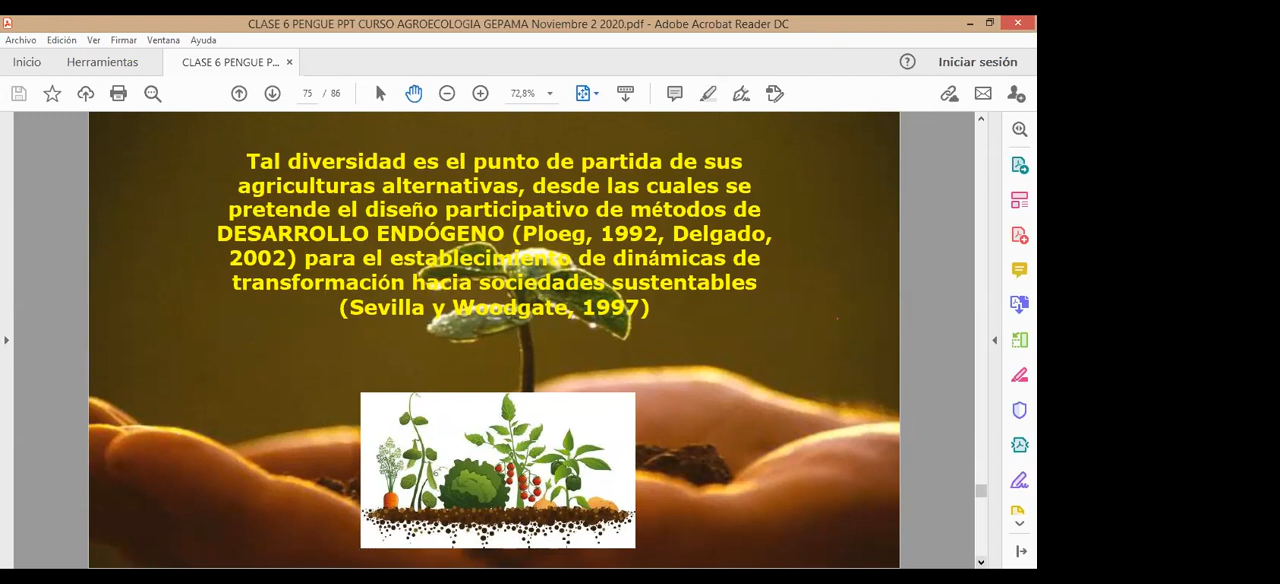 CLASE 6 PENGUE PPT CURSO AGROECOLOGIA GEPAMA Noviembre 2 2020.pdf - Adobe Acrobat Reader DC
Archivo Edición Ver Firmar Ventana Ayuda
Inicio Herramientas CLASE 6 PENGUE P... × Iniciar sesión
75 / 86 72,8%
Tal diversidad es el punto de partida de sus
agriculturas alternativas, desde las cuales se
pretende el diseño participativo de métodos de
DESARROLLO ENDÓGENO (Ploeg, 1992, Delgado,
2002) para el establecimiento de dinámicas de
transformación hacia sociedades sustentables
(Sevilla y Woodgate, 1997)